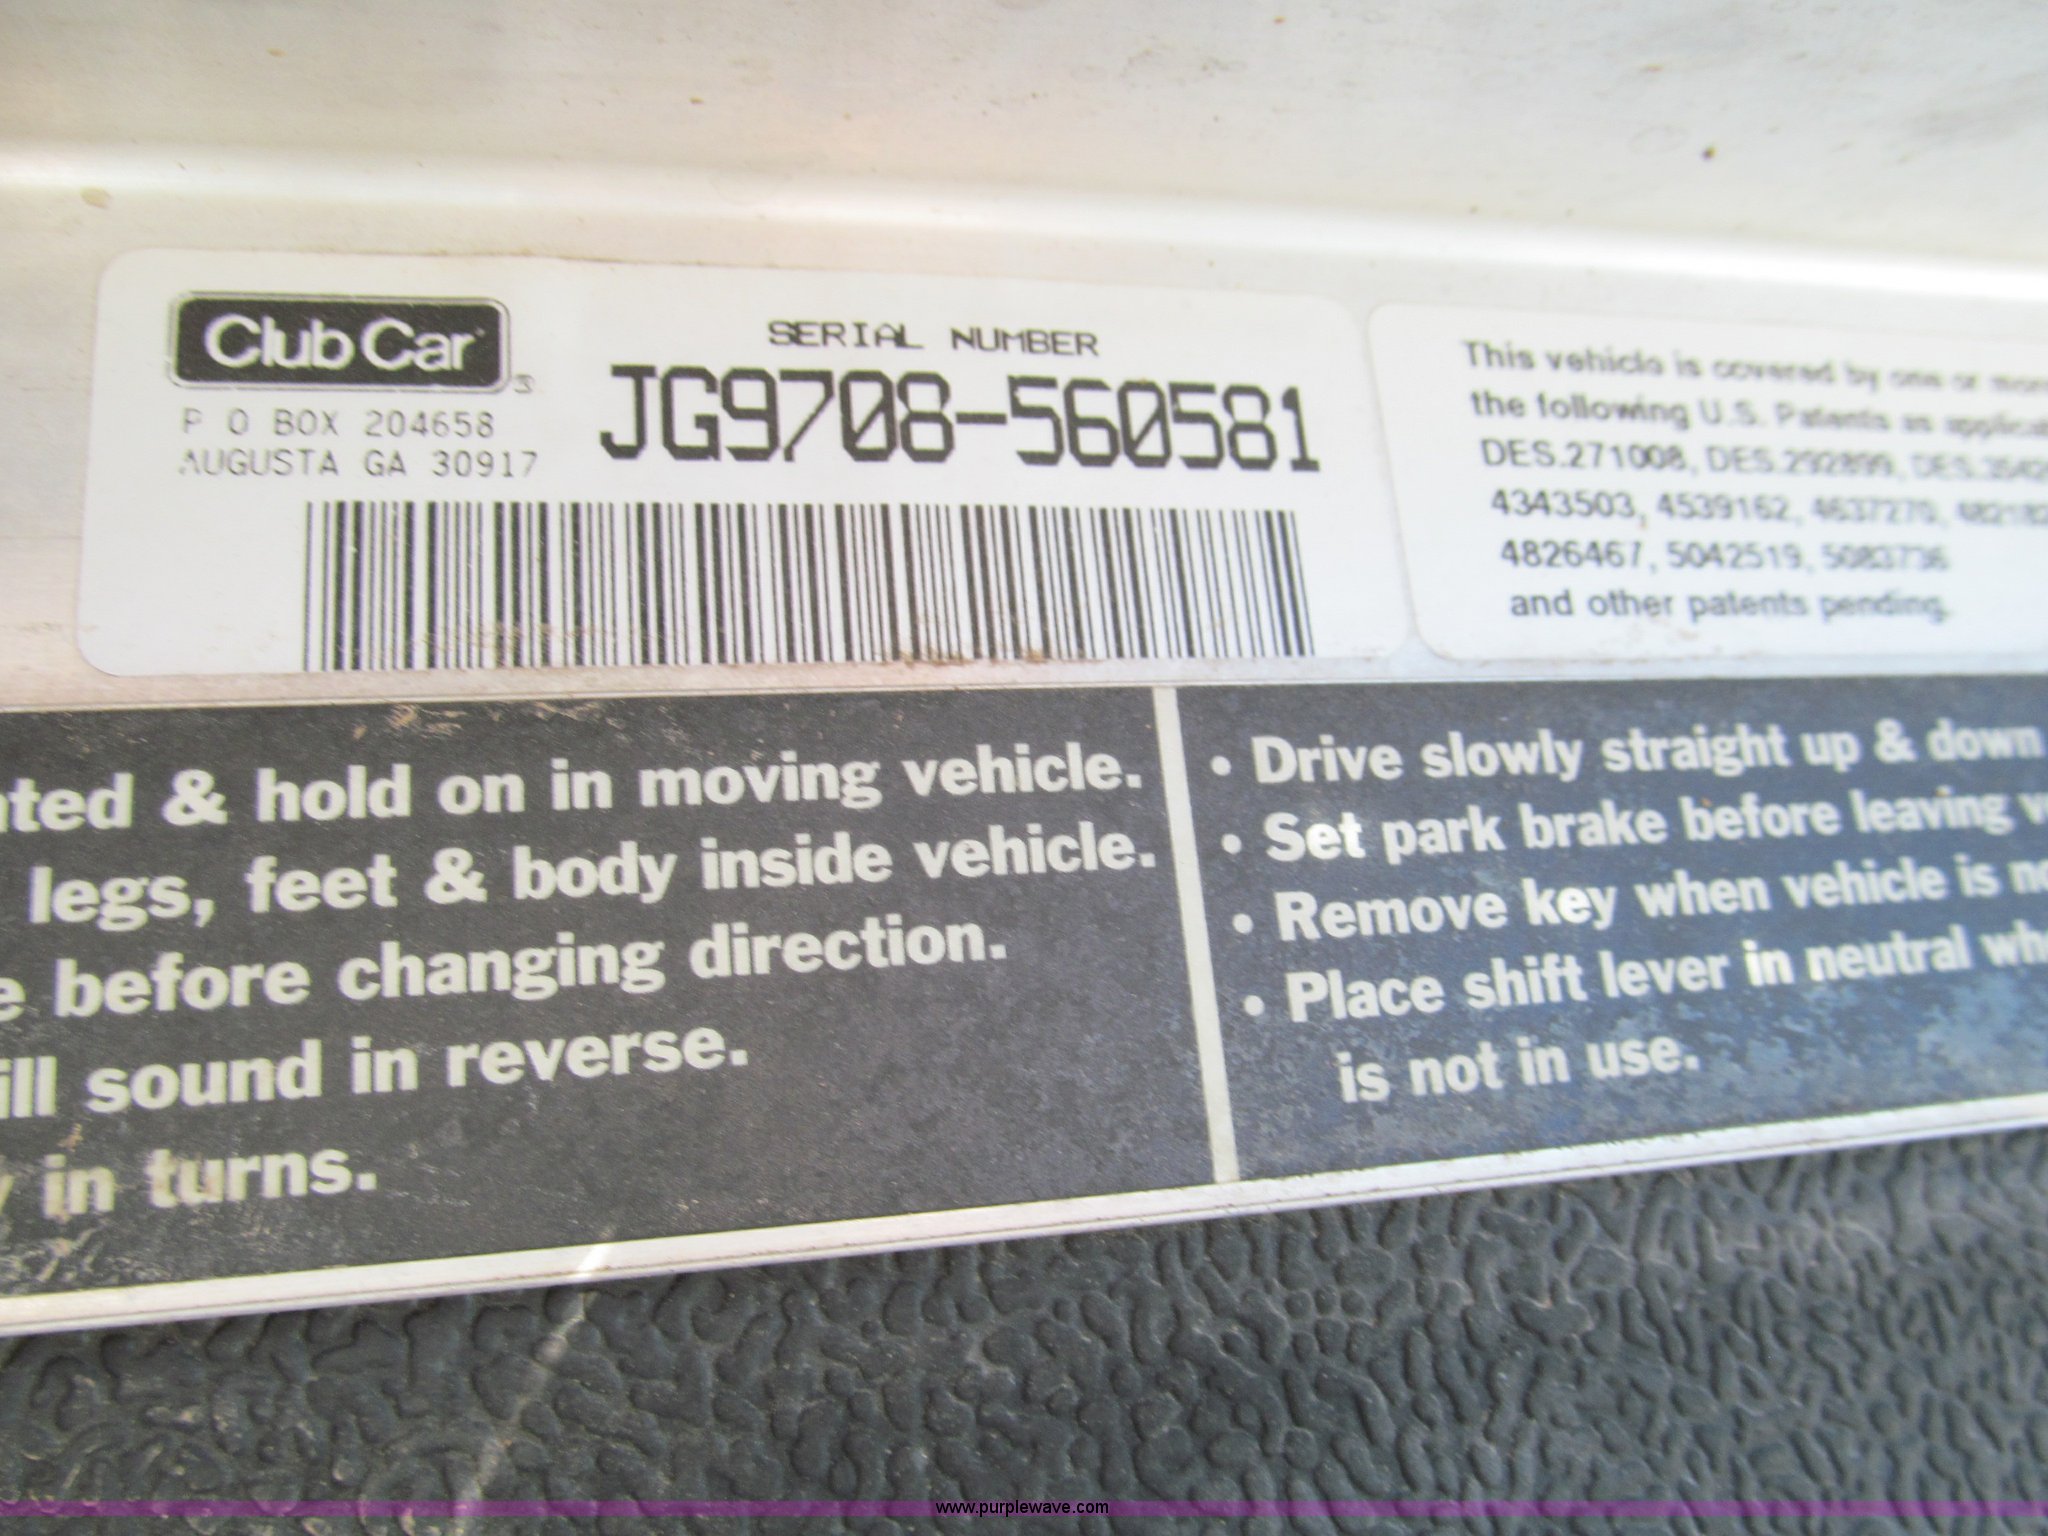 Club Car
P O BOX 204658
AUGUSTA GA 30917
SERIAL NUMBER
JG9708-560581
This vehicle is covered by one or more
the following U.S. Patents as
DES.271008, DES.292899,
4343503, 4539162, 4637270,
4826467, 5042519, 5083736
and other patents pending.
& hold on in moving vehicle.
legs, feet & body inside vehicle.
before changing direction.
sound in reverse.
in turns.
• Drive slowly straight up & down
• Set park brake before leaving
• Remove key when vehicle is
• Place shift lever in neutral
is not in use.
www.purplewave.com